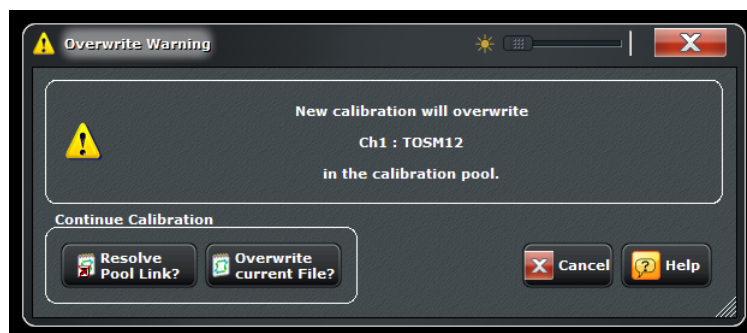 Overwrite Warning
New calibration will overwrite
Ch1 : TOSM12
in the calibration pool.
Continue Calibration
Resolve
Pool Link?
Overwrite
current File?
Cancel
Help